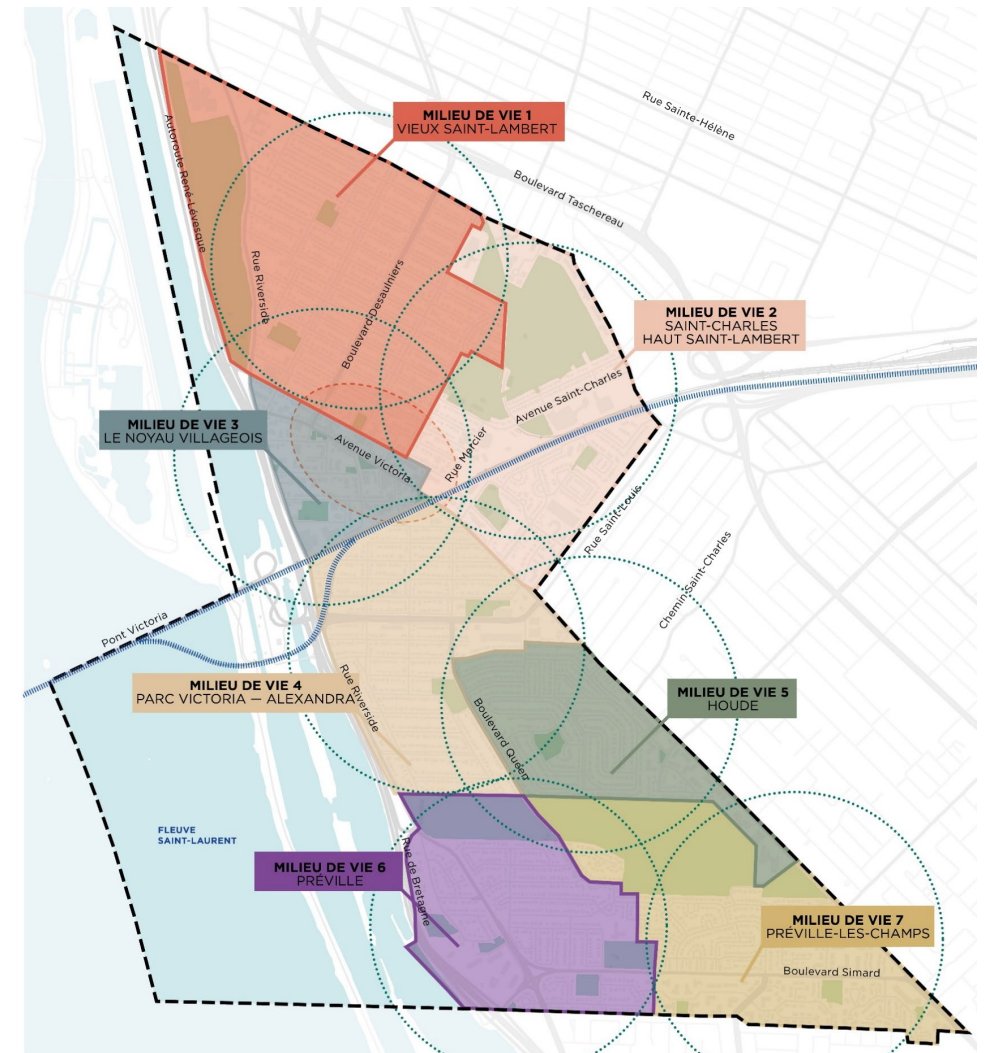 Rue Sainte-Hélène
MILIEU DE VIE 1
VIEUX SAINT-LAMBERT
Autoroute René-Lévesque
Boulevard Taschereau
Rue Riverside
Boulevard Desaulniers
MILIEU DE VIE 2
SAINT-CHARLES
HAUT SAINT-LAMBERT
Avenue Saint-Charles
MILIEU DE VIE 3
LE NOYAU VILLAGEOIS
Avenue Victoria
Rue Mercier
Rue Saint-Louis
Chemin Saint-Charles
Pont Victoria
MILIEU DE VIE 4
PARC VICTORIA — ALEXANDRA
Rue Riverside
MILIEU DE VIE 5
HOUDE
Boulevard Queen
FLEUVE
SAINT-LAURENT
MILIEU DE VIE 6
PRÉVILLE
Rue de Bretagne
MILIEU DE VIE 7
PRÉVILLE-LES-CHAMPS
Boulevard Simard